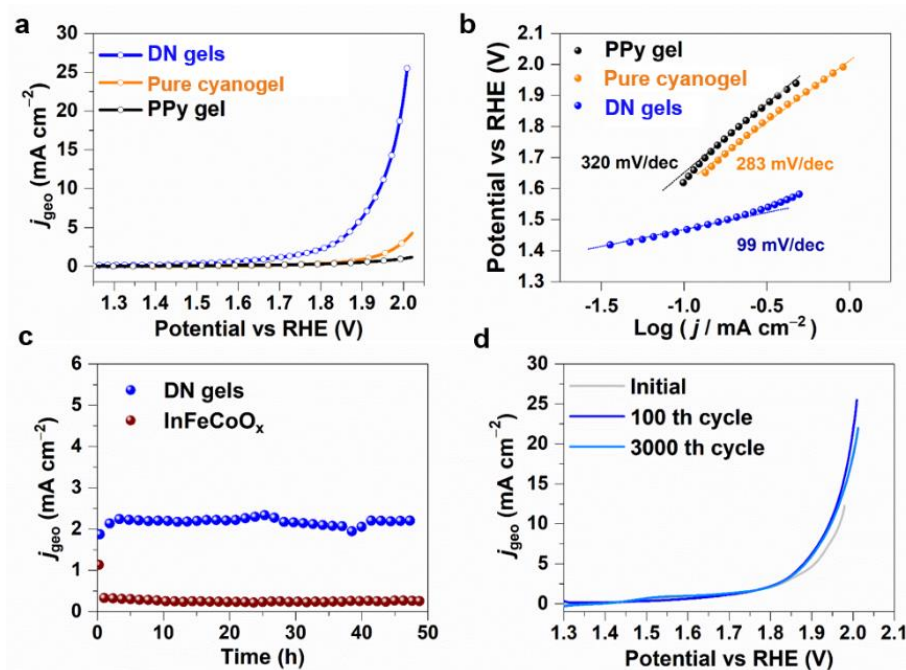 a
30
25
20
15
10
5
0
j_geo (mA cm⁻²)
DN gels
Pure cyanogel
PPy gel
1.3 1.4 1.5 1.6 1.7 1.8 1.9 2.0
Potential vs RHE (V)
b
2.1
2.0
1.9
1.8
1.7
1.6
1.5
1.4
1.3
Potential vs RHE (V)
PPy gel
Pure cyanogel
DN gels
320 mV/dec
283 mV/dec
99 mV/dec
-1.5 -1.0 -0.5 0.0
Log ( j / mA cm⁻²)
c
6
5
4
3
2
1
0
j_geo (mA cm⁻²)
DN gels
InFeCoOₓ
0 10 20 30 40 50
Time (h)
d
30
25
20
15
10
5
0
j_geo (mA cm⁻²)
Initial
100 th cycle
3000 th cycle
1.3 1.4 1.5 1.6 1.7 1.8 1.9 2.0 2.1
Potential vs RHE (V)